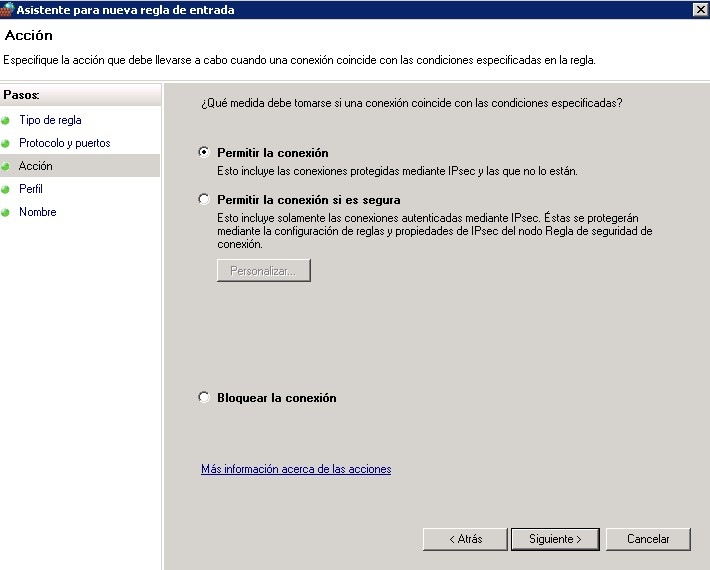 Asistente para nueva regla de entrada
Acción
Especifique la acción que debe llevarse a cabo cuando una conexión coincide con las condiciones especificadas en la regla.
Pasos:
Tipo de regla
Protocolo y puertos
Acción
Perfil
Nombre
¿Qué medida debe tomarse si una conexión coincide con las condiciones especificadas?
Permitir la conexión
Esto incluye las conexiones protegidas mediante IPsec y las que no lo están.
Permitir la conexión si es segura
Esto incluye solamente las conexiones autenticadas mediante IPsec. Éstas se protegerán
mediante la configuración de reglas y propiedades de IPsec del nodo Regla de seguridad de
conexión.
Personalizar...
Bloquear la conexión
Más información acerca de las acciones
< Atrás
Siguiente >
Cancelar